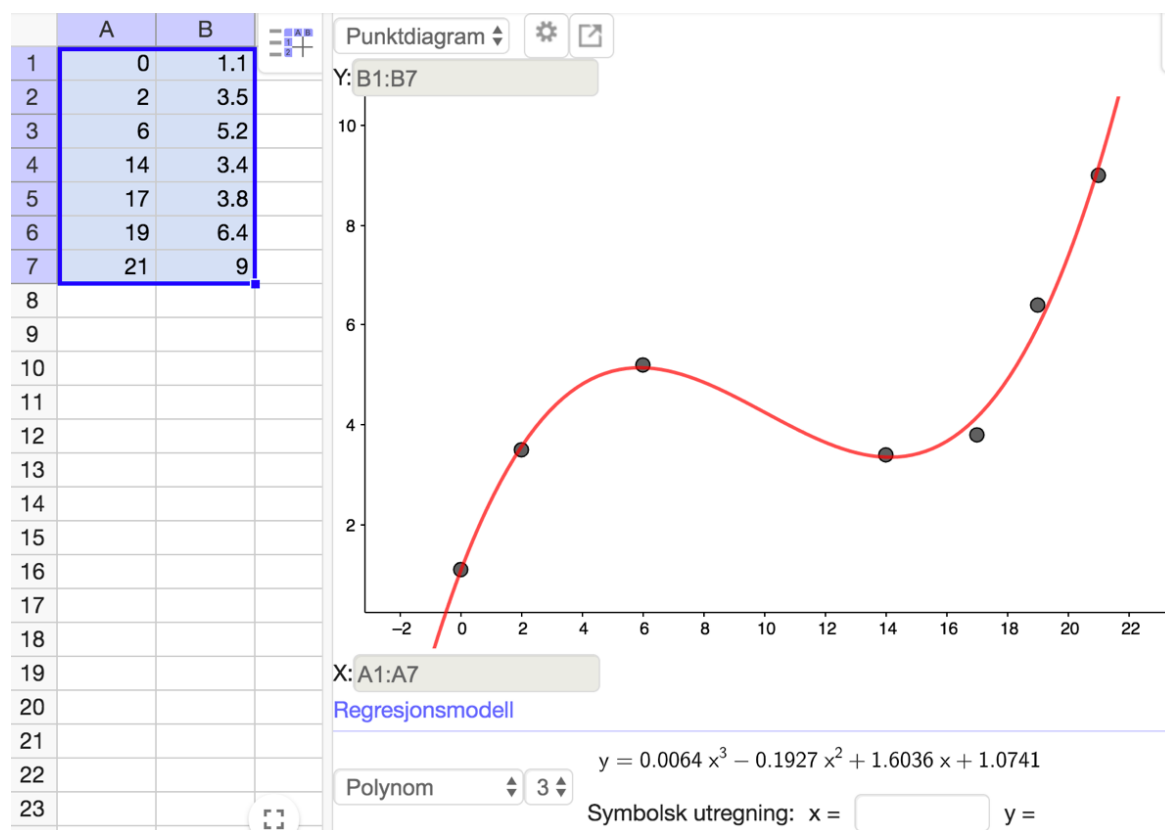 A B
Punktdiagram
Y: B1:B7
1 0 1.1
2 2 3.5
3 6 5.2
4 14 3.4
5 17 3.8
6 19 6.4
7 21 9
8
9
10
11
12
13
14
15
16
17
18
19
20
21
22
23
10
8
6
4
2
–2 0 2 4 6 8 10 12 14 16 18 20 22
X: A1:A7
Regresjonsmodell
y = 0.0064 x³ – 0.1927 x² + 1.6036 x + 1.0741
Polynom 3
Symbolsk utregning: x = y =